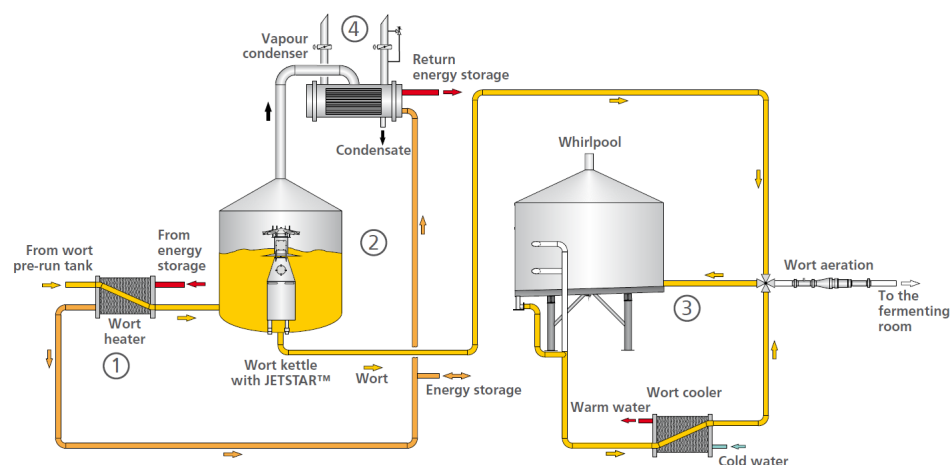 4
Vapour
condenser
Return
energy storage
Condensate
Whirlpool
2
From wort
pre-run tank
From
energy
storage
Wort aeration
To the
fermenting
room
3
Wort
heater
1
Wort kettle
with JETSTAR™
Wort
Energy storage
Wort cooler
Warm water
Cold water